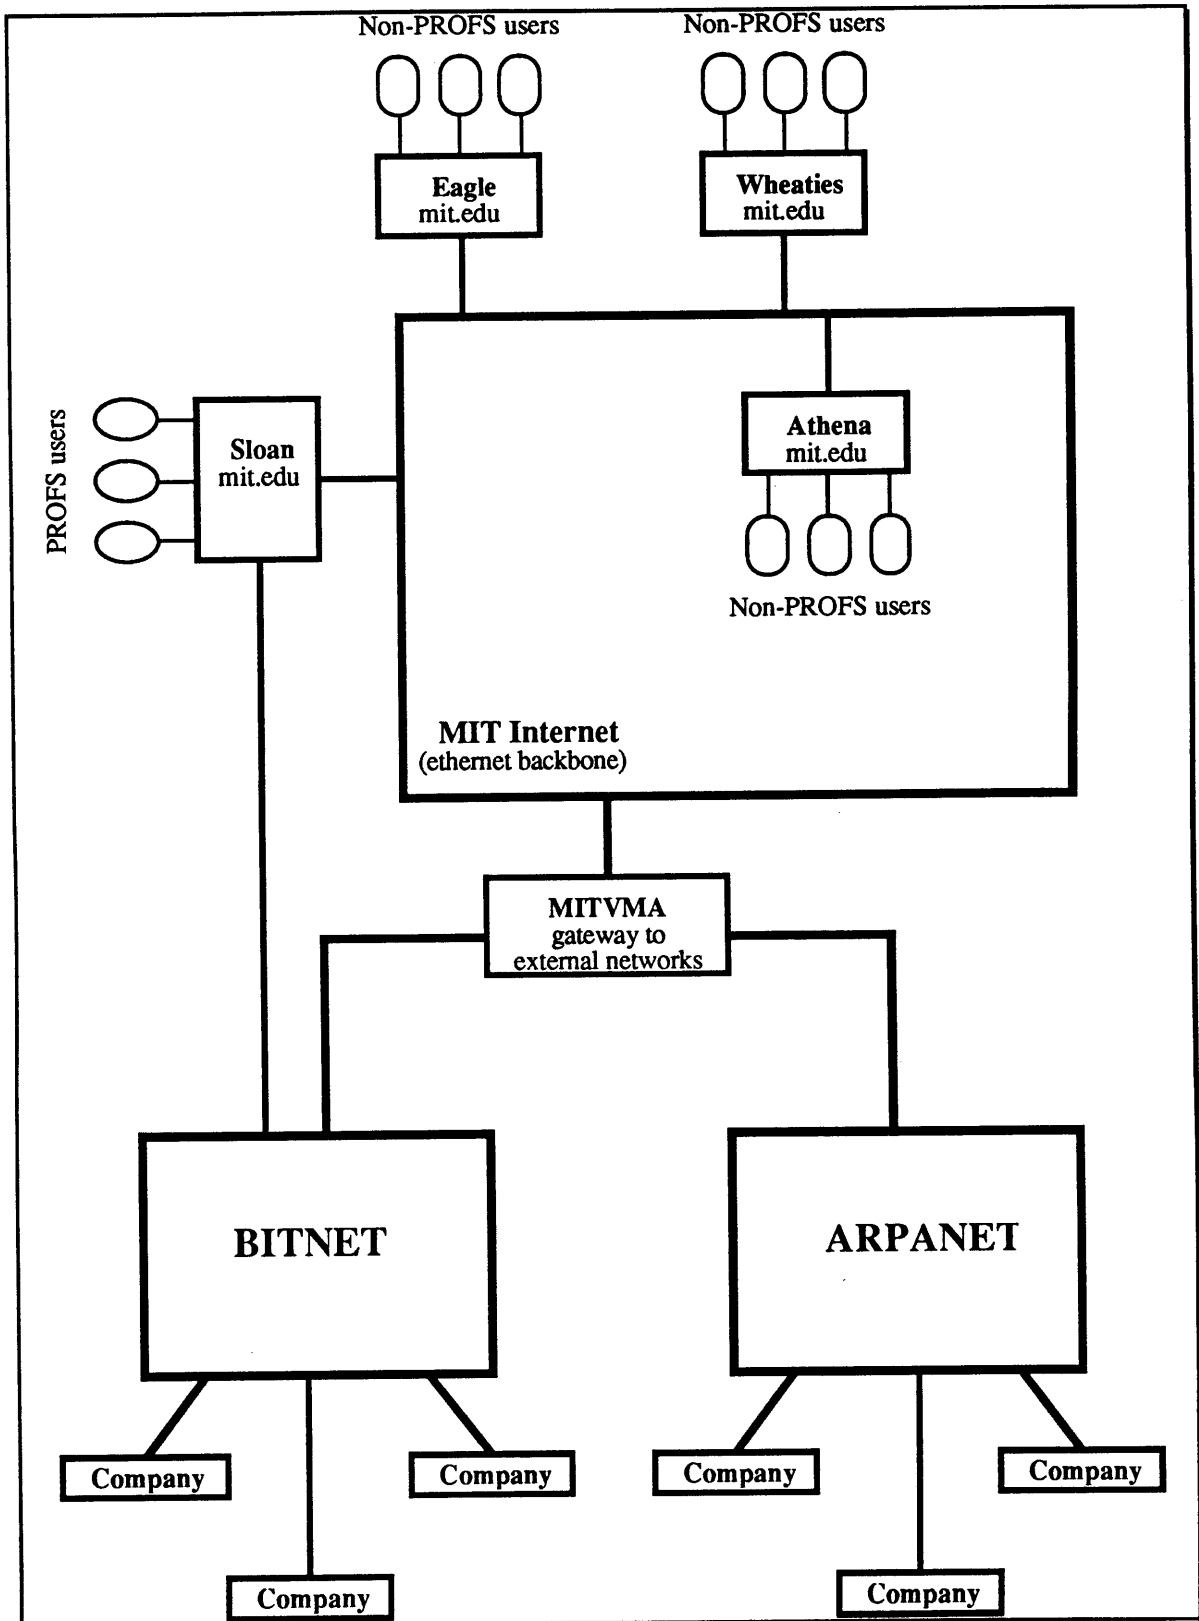 Non-PROFS users
Non-PROFS users
Eagle
mit.edu
Wheaties
mit.edu
PROFS users
Sloan
mit.edu
Athena
mit.edu
Non-PROFS users
MIT Internet
(ethernet backbone)
MITVMA
gateway to
external networks
BITNET
ARPANET
Company
Company
Company
Company
Company
Company